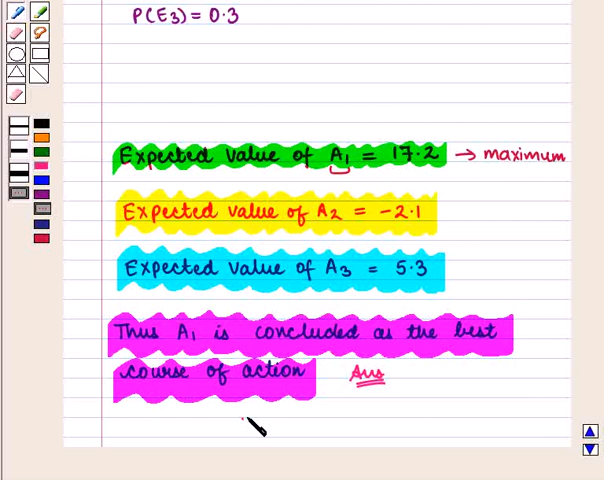 P(E₃) = 0.3
Expected value of A₁ = 17.2 → maximum
Expected value of A₂ = -2.1
Expected value of A₃ = 5.3
Thus A₁ is concluded as the best
course of action Ans